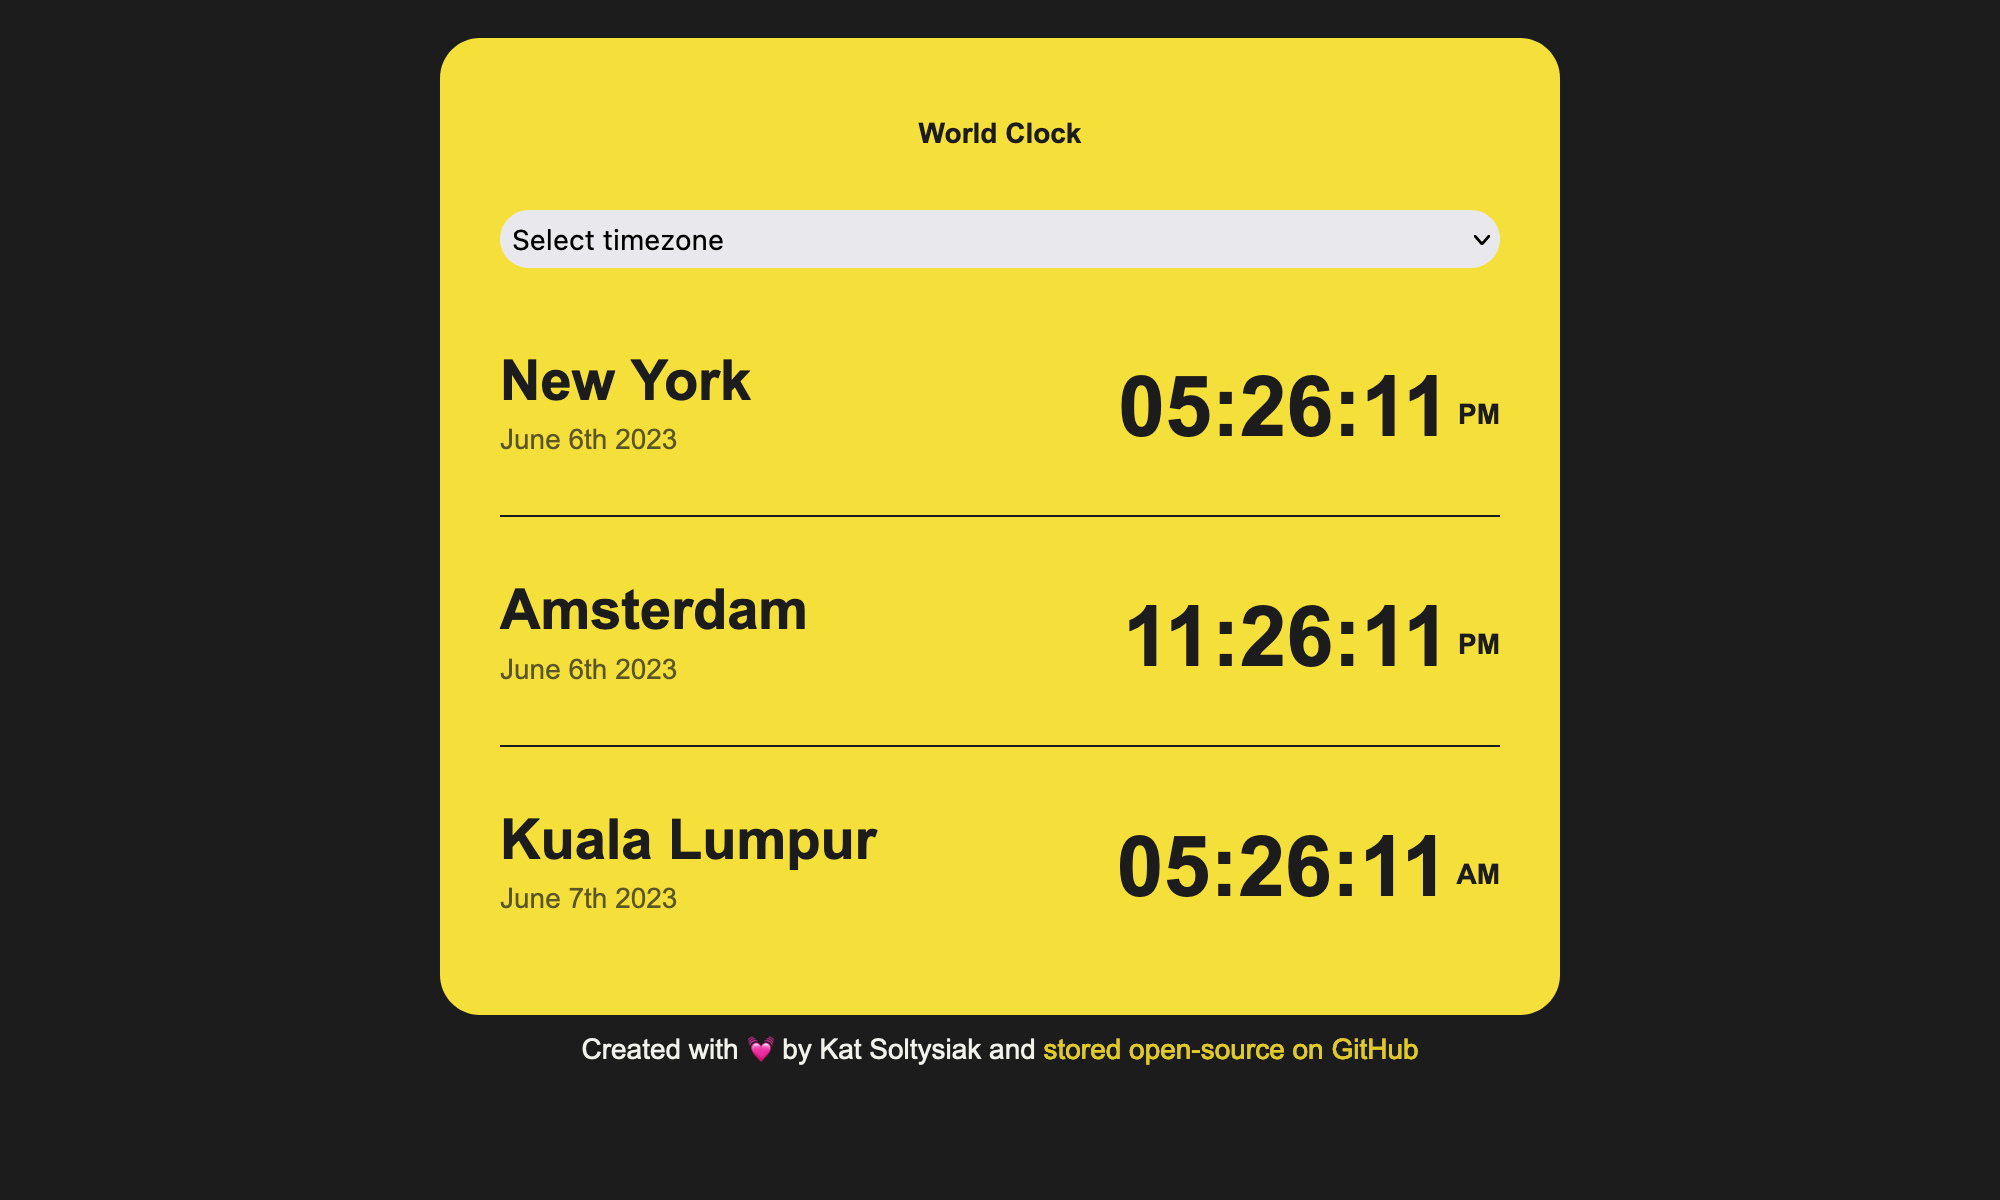 World Clock
Select timezone
New York
05:26:11 PM
June 6th 2023
Amsterdam
11:26:11 PM
June 6th 2023
Kuala Lumpur
05:26:11 AM
June 7th 2023
Created with 💓 by Kat Soltysiak and stored open-source on GitHub